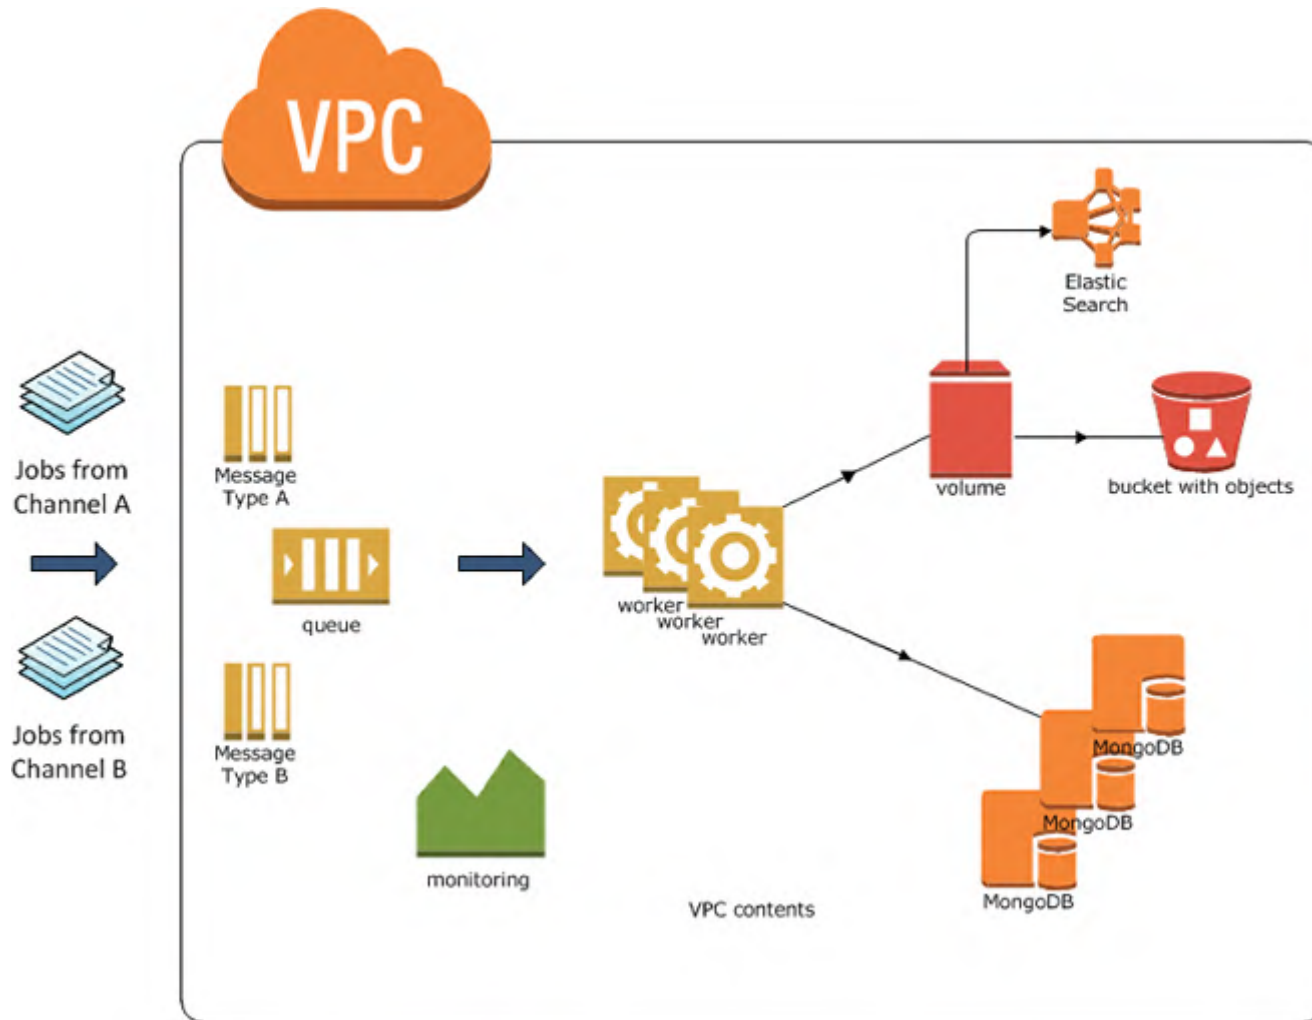 VPC
Elastic
Search
Jobs from
Channel A
Message
Type A
volume
bucket with objects
queue
worker
worker
worker
Jobs from
Channel B
Message
Type B
MongoDB
MongoDB
MongoDB
monitoring
VPC contents